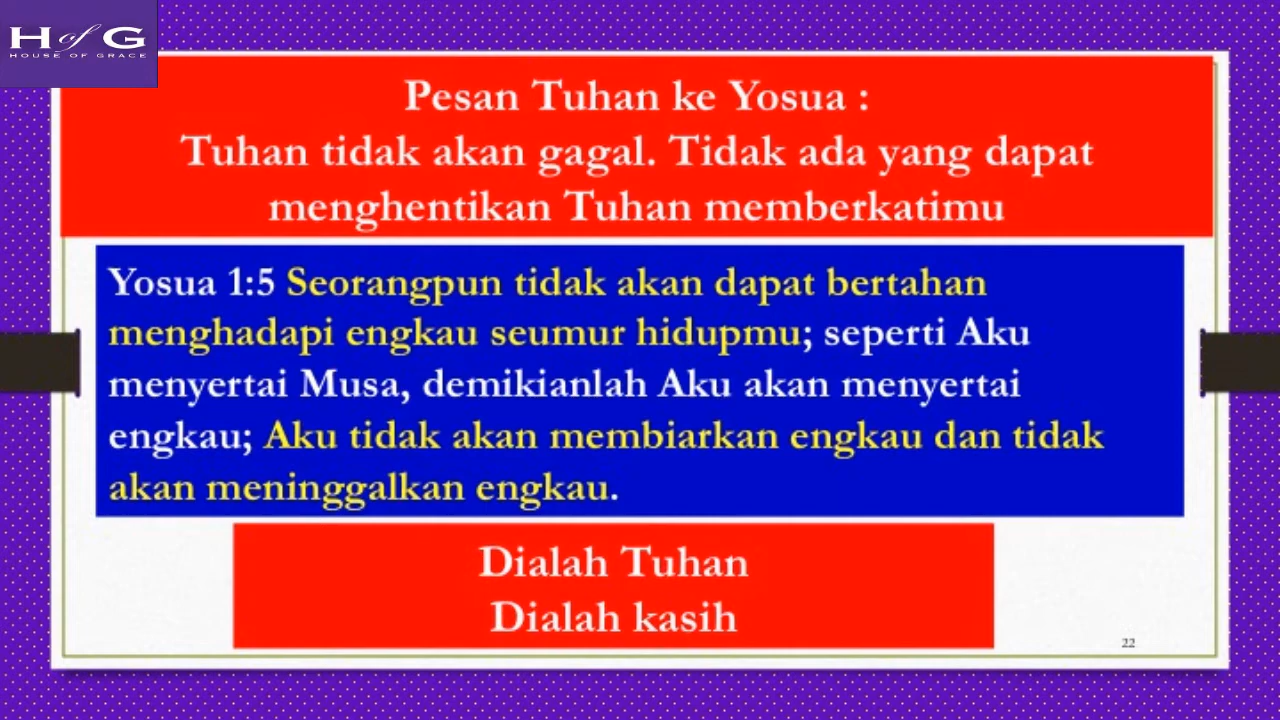 H of G
HOUSE OF GRACE
Pesan Tuhan ke Yosua :
Tuhan tidak akan gagal. Tidak ada yang dapat
menghentikan Tuhan memberkatimu
Yosua 1:5 Seorangpun tidak akan dapat bertahan
menghadapi engkau seumur hidupmu; seperti Aku
menyertai Musa, demikianlah Aku akan menyertai
engkau; Aku tidak akan membiarkan engkau dan tidak
akan meninggalkan engkau.
Dialah Tuhan
Dialah kasih
22